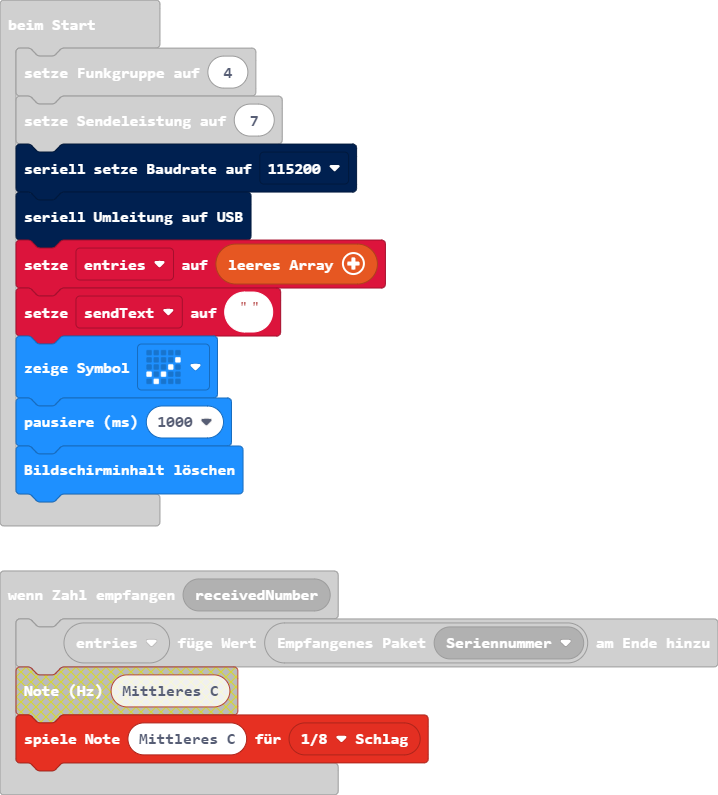 beim Start
setze Funkgruppe auf 4
setze Sendeleistung auf 7
seriell setze Baudrate auf 115200
seriell Umleitung auf USB
setze entries auf leeres Array
setze sendText auf " "
zeige Symbol
pausiere (ms) 1000
Bildschirminhalt löschen
wenn Zahl empfangen receivedNumber
entries füge Wert Empfangenes Paket Seriennummer am Ende hinzu
Note (Hz) Mittleres C
spiele Note Mittleres C für 1/8 Schlag